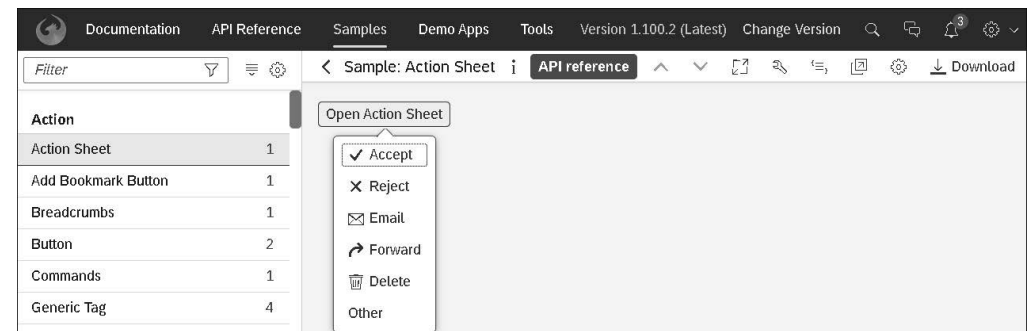 Documentation API Reference Samples Demo Apps Tools Version 1.100.2 (Latest) Change Version 3
Filter
Sample: Action Sheet i API reference Download
Action
Action Sheet 1
Add Bookmark Button 1
Breadcrumbs 1
Button 2
Commands 1
Generic Tag 4
Open Action Sheet
Accept
Reject
Email
Forward
Delete
Other